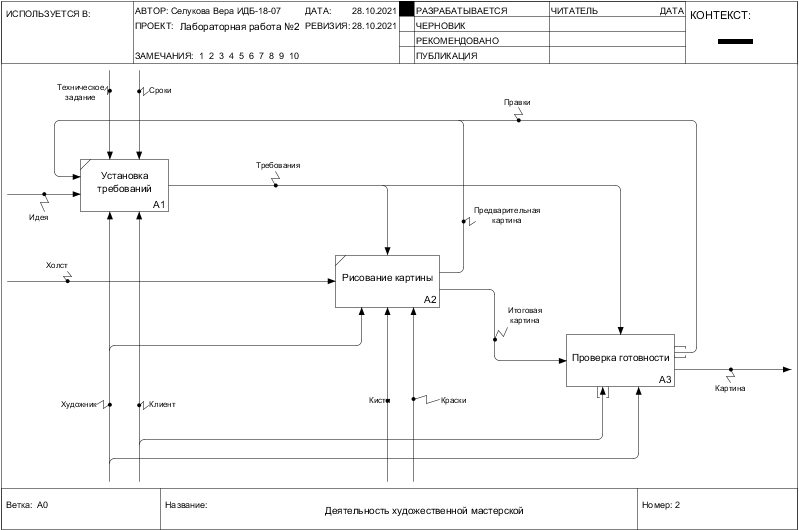 ИСПОЛЬЗУЕТСЯ В:
АВТОР: Селукова Вера ИДБ-18-07 ДАТА: 28.10.2021
ПРОЕКТ: Лабораторная работа №2 РЕВИЗИЯ: 28.10.2021
ЗАМЕЧАНИЯ: 1 2 3 4 5 6 7 8 9 10
РАЗРАБАТЫВАЕТСЯ
ЧЕРНОВИК
РЕКОМЕНДОВАНО
ПУБЛИКАЦИЯ
ЧИТАТЕЛЬ ДАТА
КОНТЕКСТ:
Техническое
задание
Сроки
Правки
Установка
требований
A1
Требования
Идея
Предварительная
картина
Холст
Рисование картины
A2
Итоговая
картина
Проверка готовности
A3
Картина
Художник
Клиент
Кисти
Краски
Ветка: A0
Название:
Деятельность художественной мастерской
Номер: 2